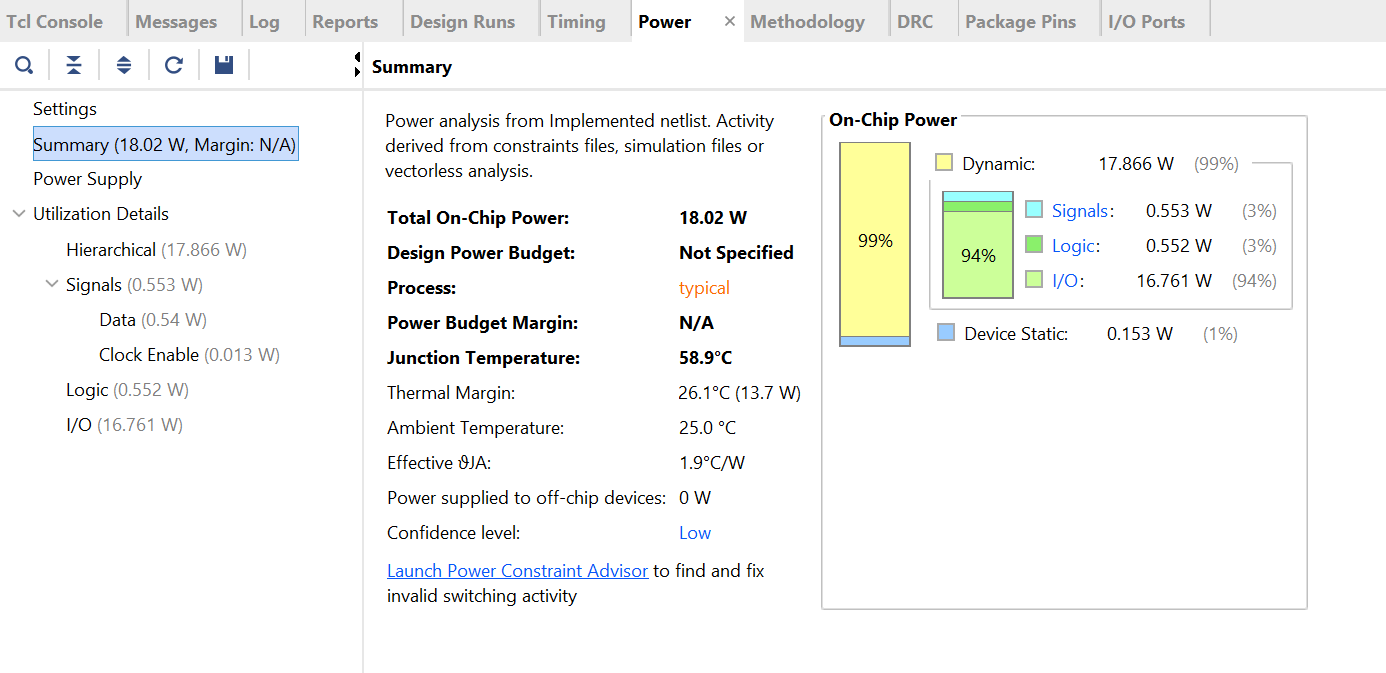 Tcl Console Messages Log Reports Design Runs Timing Power × Methodology DRC Package Pins I/O Ports
Summary
Settings
Summary (18.02 W, Margin: N/A)
Power Supply
Utilization Details
Hierarchical (17.866 W)
Signals (0.553 W)
Data (0.54 W)
Clock Enable (0.013 W)
Logic (0.552 W)
I/O (16.761 W)
Power analysis from Implemented netlist. Activity
derived from constraints files, simulation files or
vectorless analysis.
Total On-Chip Power: 18.02 W
Design Power Budget: Not Specified
Process: typical
Power Budget Margin: N/A
Junction Temperature: 58.9°C
Thermal Margin: 26.1°C (13.7 W)
Ambient Temperature: 25.0 °C
Effective ϑJA: 1.9°C/W
Power supplied to off-chip devices: 0 W
Confidence level: Low
Launch Power Constraint Advisor to find and fix
invalid switching activity
On-Chip Power
99%
Dynamic: 17.866 W (99%)
94%
Signals: 0.553 W (3%)
Logic: 0.552 W (3%)
I/O: 16.761 W (94%)
Device Static: 0.153 W (1%)